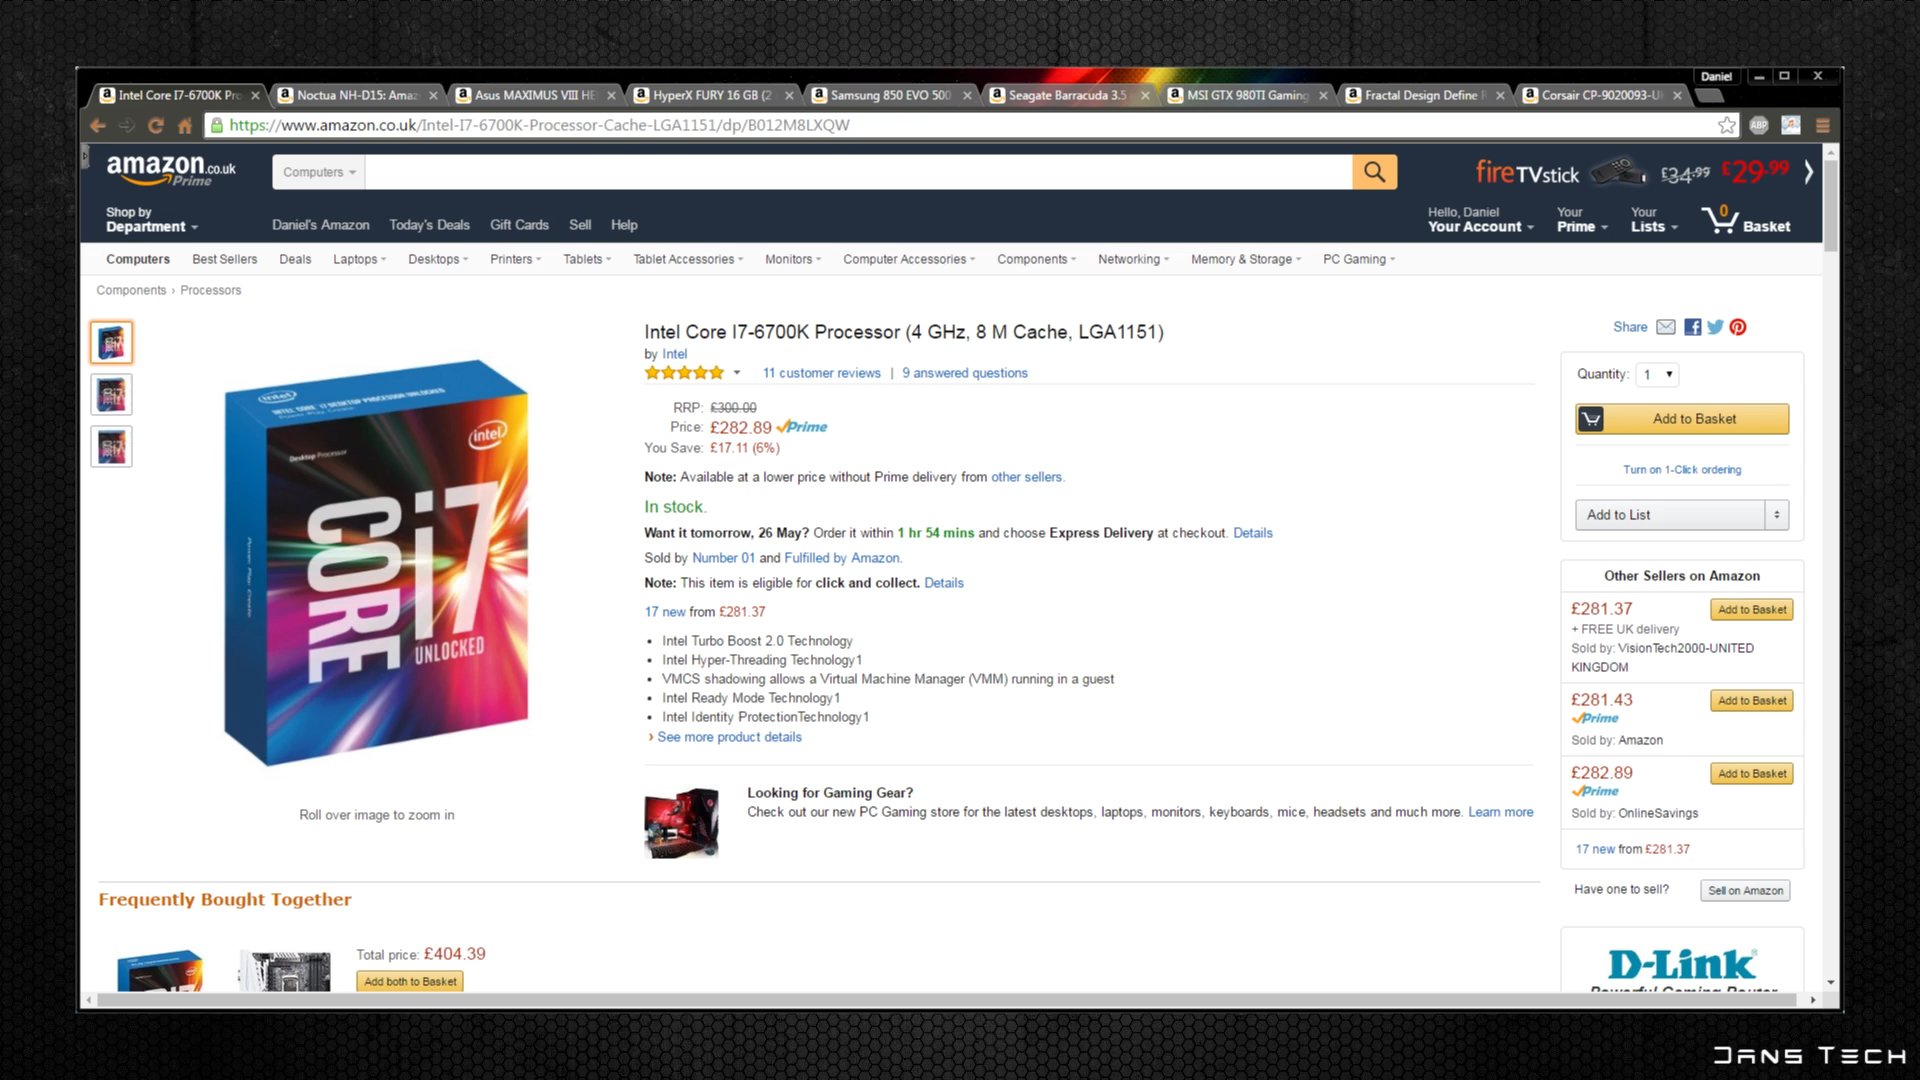 Daniel
Intel Core I7-6700K Pro
Noctua NH-D15: Amaz
Asus MAXIMUS VIII HE
HyperX FURY 16 GB (2
Samsung 850 EVO 500
Seagate Barracuda 3.5
MSI GTX 980TI Gaming
Fractal Design Define R
Corsair CP-9020093-U
https://www.amazon.co.uk/Intel-I7-6700K-Processor-Cache-LGA1151/dp/B012M8LXQW
ABP
amazon.co.uk
Prime
Computers
fireTVstick
£34.99
£29.99
Shop by
Department
Daniel's Amazon Today's Deals Gift Cards Sell Help
Hello, Daniel
Your Account
Your
Prime
Your
Lists
0
Basket
Computers Best Sellers Deals Laptops Desktops Printers Tablets Tablet Accessories Monitors Computer Accessories Components Networking Memory & Storage PC Gaming
Components › Processors
Intel Core I7-6700K Processor (4 GHz, 8 M Cache, LGA1151)
by Intel
11 customer reviews | 9 answered questions
RRP: £300.00
Price: £282.89 Prime
You Save: £17.11 (6%)
Note: Available at a lower price without Prime delivery from other sellers.
In stock.
Want it tomorrow, 26 May? Order it within 1 hr 54 mins and choose Express Delivery at checkout. Details
Sold by Number 01 and Fulfilled by Amazon.
Note: This item is eligible for click and collect. Details
17 new from £281.37
• Intel Turbo Boost 2.0 Technology
• Intel Hyper-Threading Technology1
• VMCS shadowing allows a Virtual Machine Manager (VMM) running in a guest
• Intel Ready Mode Technology1
• Intel Identity ProtectionTechnology1
› See more product details
Looking for Gaming Gear?
Check out our new PC Gaming store for the latest desktops, laptops, monitors, keyboards, mice, headsets and much more. Learn more
intel
INTEL CORE i7 DESKTOP PROCESSOR UNLOCKED
intel
Desktop Processor
CORE i7
UNLOCKED
Roll over image to zoom in
Share
Quantity: 1
Add to Basket
Turn on 1-Click ordering
Add to List
Other Sellers on Amazon
£281.37
Add to Basket
+ FREE UK delivery
Sold by: VisionTech2000-UNITED
KINGDOM
£281.43
Add to Basket
Prime
Sold by: Amazon
£282.89
Add to Basket
Prime
Sold by: OnlineSavings
17 new from £281.37
Have one to sell?
Sell on Amazon
Frequently Bought Together
Total price: £404.39
Add both to Basket
D-Link
Powerful Gaming Router
DANS TECH